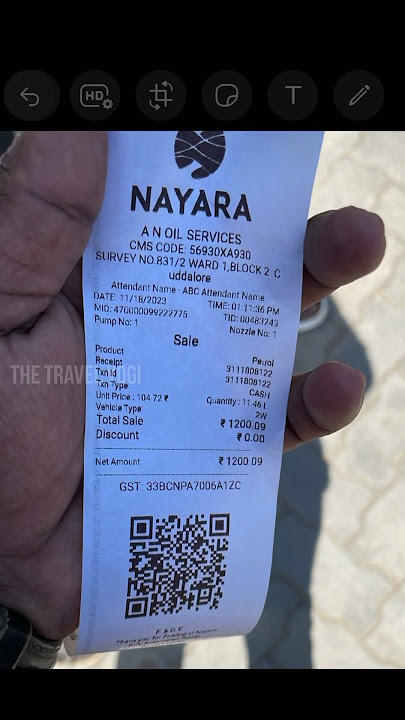 HD
T
NAYARA
A N OIL SERVICES
CMS CODE: 56930XA930
SURVEY NO.831/2 WARD 1,BLOCK 2 C
uddalore
Attendant Name - ABC Attendant Name
DATE: 11/18/2023 TIME: 01:11:36 PM
MID: 470000099222775 TID: 00483243
Pump No: 1 Nozzle No: 1
Sale
Product Petrol
Receipt 3111808122
Txn Id 3111808122
Txn Type CASH
Unit Price : 104.72 ₹ Quantity : 11.46 L
Vehicle Type 2W
Total Sale ₹ 1200.09
Discount ₹ 0.00
Net Amount ₹ 1200.09
GST: 33BCNPA7006A1ZC
E & O.E
Thank you for Fueling at Nayara
THE TRAVEL YOGI